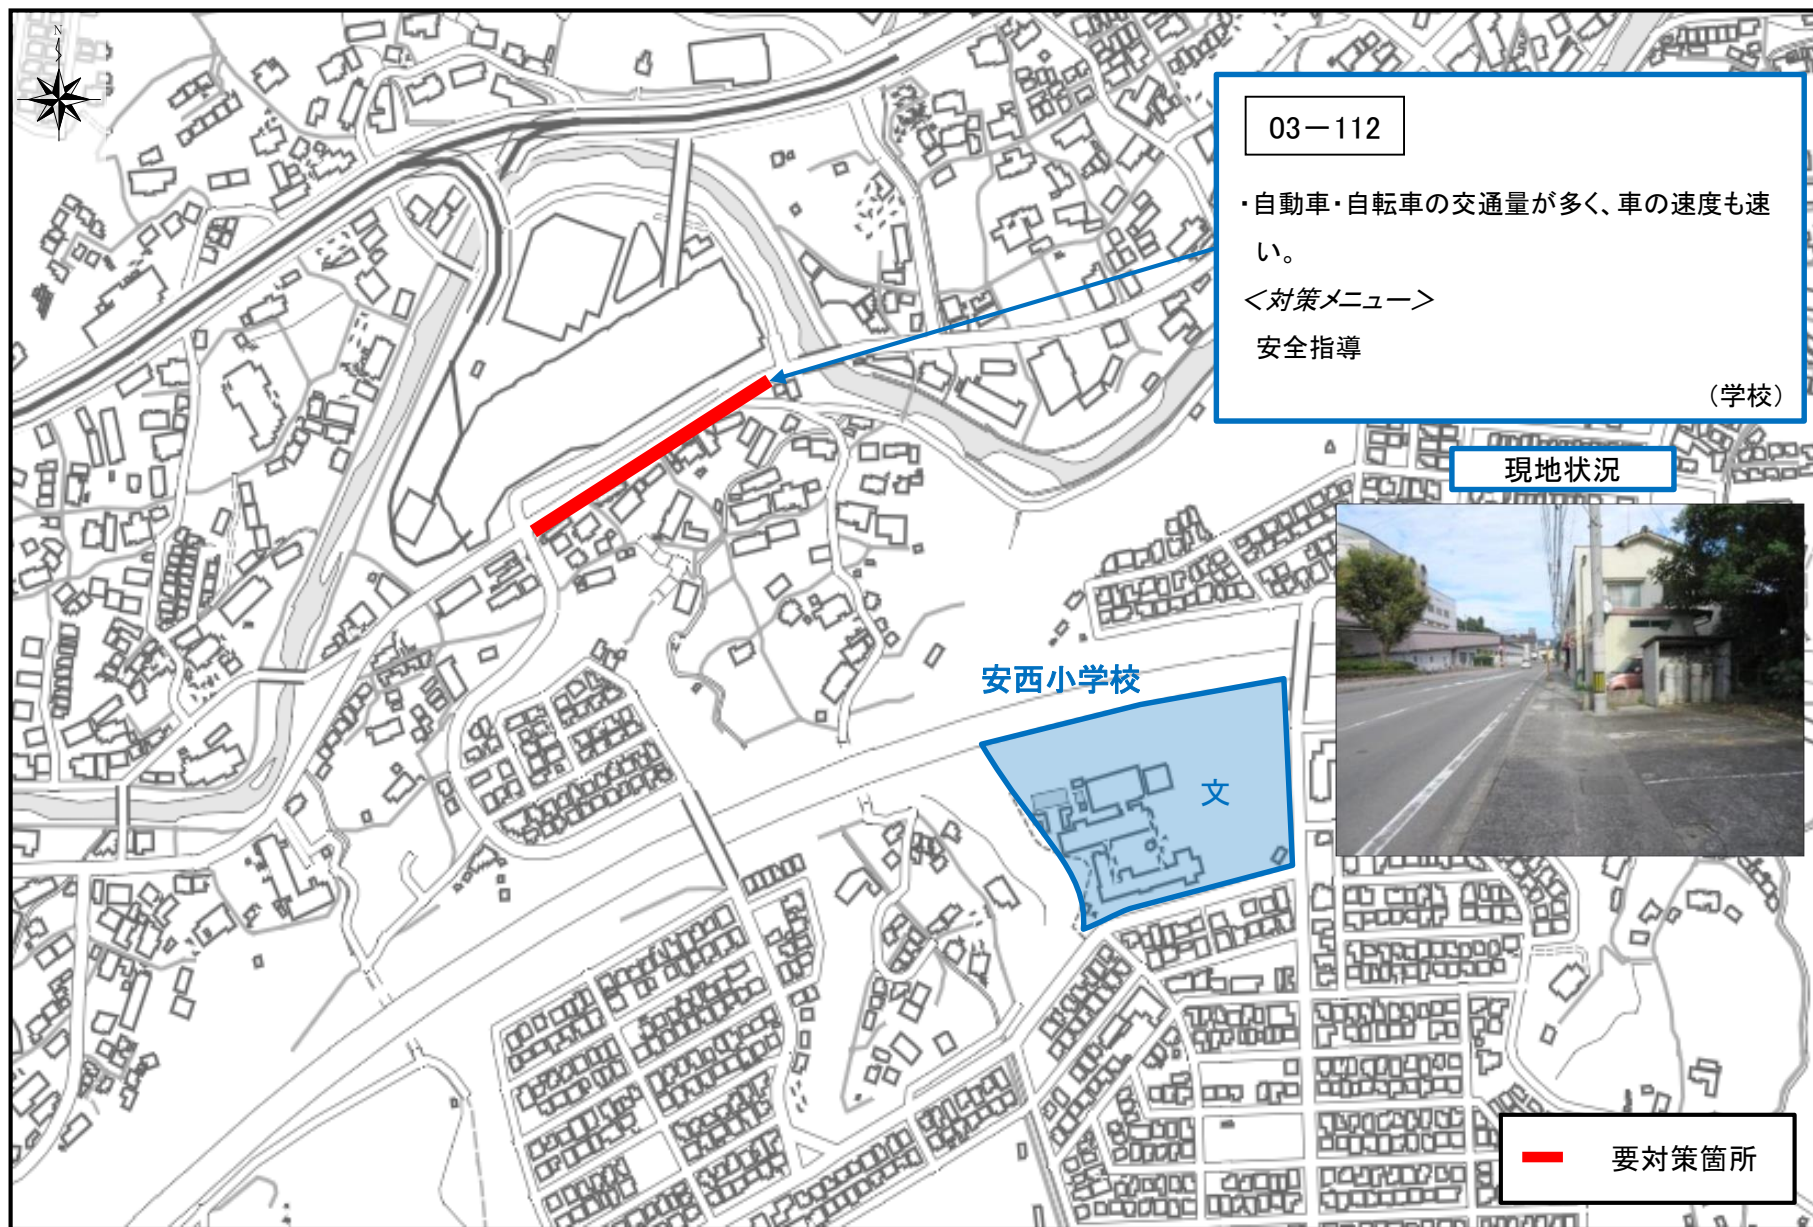 N
03－112
・自動車・自転車の交通量が多く、車の速度も速
い。
＜対策メニュー＞
安全指導
（学校）
現地状況
安西小学校
文
要対策箇所